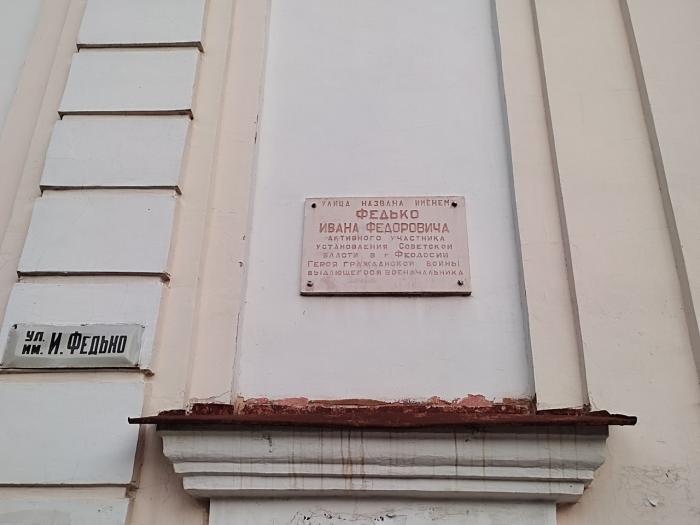 УЛИЦА НАЗВАНА ИМЕНЕМ
ФЕДЬКО
ИВАНА ФЕДОРОВИЧА
АКТИВНОГО УЧАСТНИКА
УСТАНОВЛЕНИЯ СОВЕТСКОЙ
ВЛАСТИ В Г. ФЕОДОСИИ
ГЕРОЯ ГРАЖДАНСКОЙ ВОЙНЫ
ВЫДАЮЩЕГОСЯ ВОЕНАЧАЛЬНИКА
УЛ.
ИМ. И. ФЕДЬКО